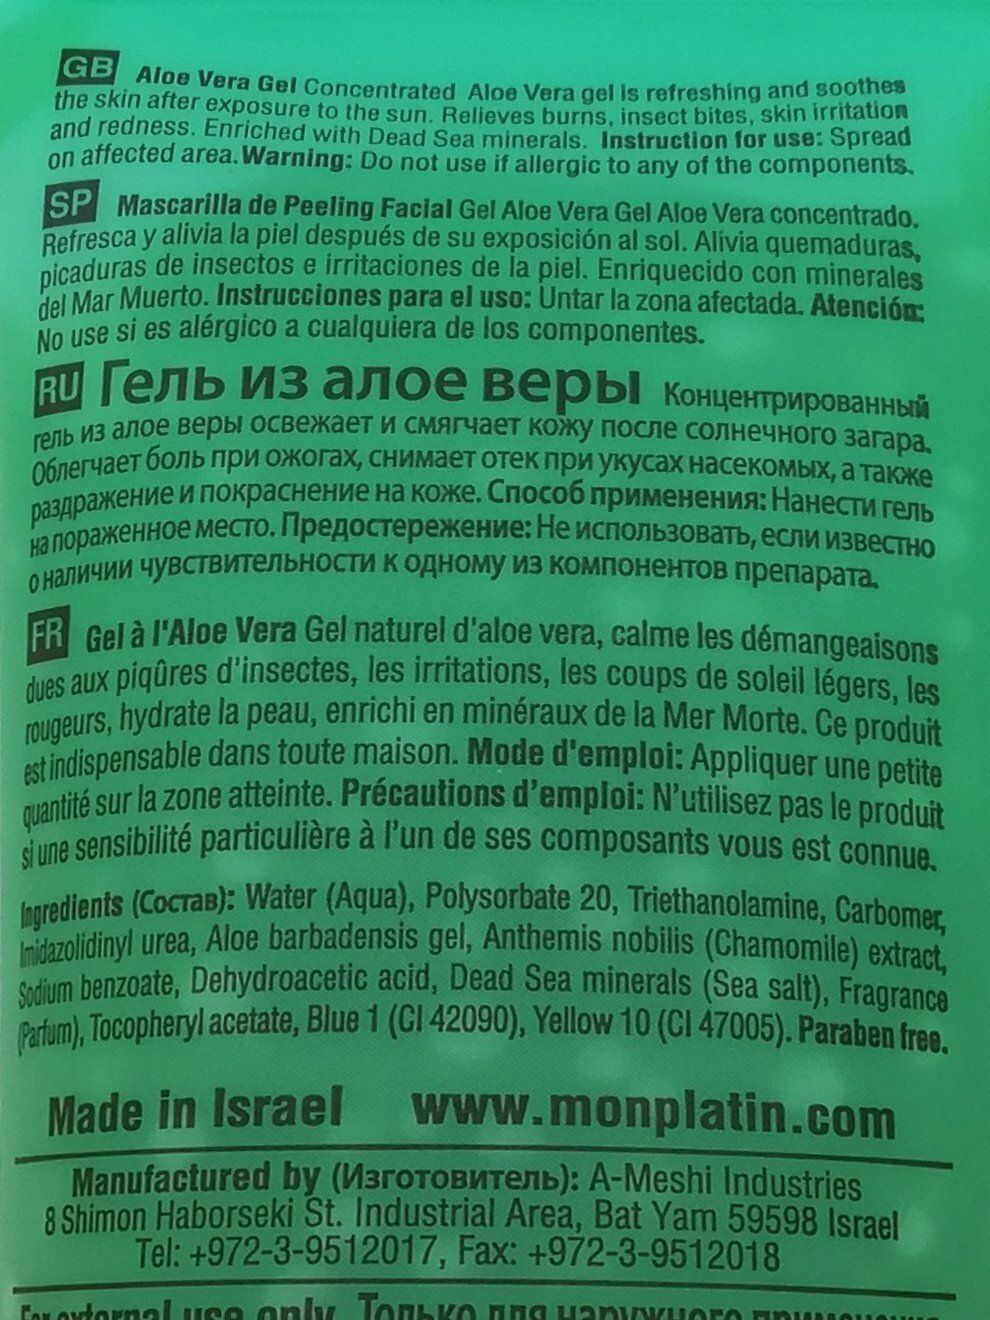 GB Aloe Vera Gel Concentrated Aloe Vera gel is refreshing and soothes
the skin after exposure to the sun. Relieves burns, insect bites, skin irritation
and redness. Enriched with Dead Sea minerals. Instruction for use: Spread
on affected area. Warning: Do not use if allergic to any of the components.
SP Mascarilla de Peeling Facial Gel Aloe Vera Gel Aloe Vera concentrado.
Refresca y alivia la piel después de su exposición al sol. Alivia quemaduras,
picaduras de insectos e irritaciones de la piel. Enriquecido con minerales
del Mar Muerto. Instrucciones para el uso: Untar la zona afectada. Atención:
No use si es alérgico a cualquiera de los componentes.
RU Гель из алое веры Концентрированный
гель из алое веры освежает и смягчает кожу после солнечного загара.
Облегчает боль при ожогах, снимает отек при укусах насекомых, а также
раздражение и покраснение на коже. Способ применения: Нанести гель
на пораженное место. Предостережение: Не использовать, если известно
о наличии чувствительности к одному из компонентов препарата.
FR Gel à l'Aloe Vera Gel naturel d'aloe vera, calme les démangeaisons
dues aux piqûres d'insectes, les irritations, les coups de soleil légers, les
rougeurs, hydrate la peau, enrichi en minéraux de la Mer Morte. Ce produit
est indispensable dans toute maison. Mode d'emploi: Appliquer une petite
quantité sur la zone atteinte. Précautions d'emploi: N'utilisez pas le produit
si une sensibilité particulière à l'un de ses composants vous est connue.
Ingredients (Состав): Water (Aqua), Polysorbate 20, Triethanolamine, Carbomer,
Imidazolidinyl urea, Aloe barbadensis gel, Anthemis nobilis (Chamomile) extract,
Sodium benzoate, Dehydroacetic acid, Dead Sea minerals (Sea salt), Fragrance
(Parfum), Tocopheryl acetate, Blue 1 (CI 42090), Yellow 10 (CI 47005). Paraben free.
Made in Israel www.monplatin.com
Manufactured by (Изготовитель): A-Meshi Industries
8 Shimon Haborseki St. Industrial Area, Bat Yam 59598 Israel
Tel: +972-3-9512017, Fax: +972-3-9512018
For external use only. Только для наружного применения